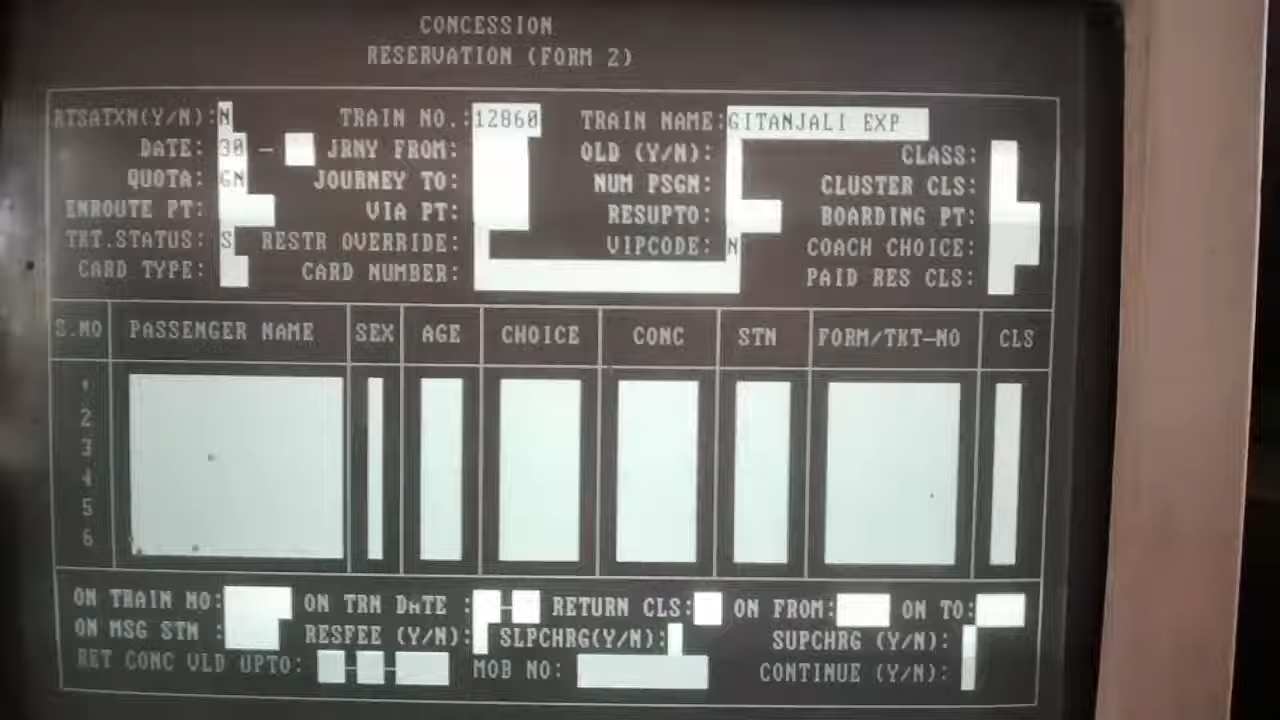 CONCESSION
RESERVATION (FORM 2)
RTSATXN(Y/N):N TRAIN NO.:12860 TRAIN NAME:GITANJALI EXP
DATE: 30 - JRNY FROM: OLD (Y/N): CLASS:
QUOTA: GN JOURNEY TO: NUM PSGN: CLUSTER CLS:
ENROUTE PT: VIA PT: RESUPTO: BOARDING PT:
TKT.STATUS: S RESTR OVERRIDE: VIPCODE: N COACH CHOICE:
CARD TYPE: CARD NUMBER: PAID RES CLS:
S.NO PASSENGER NAME SEX AGE CHOICE CONC STN FORM/TKT-NO CLS
1
2
3
4
5
6
ON TRAIN NO: ON TRN DATE : - RETURN CLS: ON FROM: ON TO:
ON MSG STN : RESFEE (Y/N): SLPCHRG(Y/N): SUPCHRG (Y/N):
RET CONC VLD UPTO: - - MOB NO: CONTINUE (Y/N):